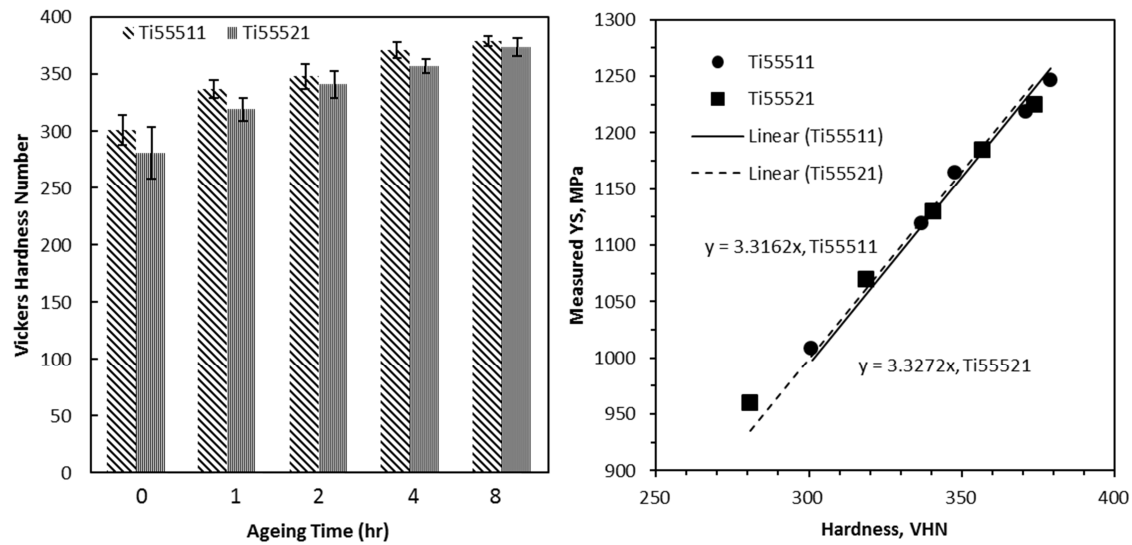 Vickers Hardness Number
400
350
300
250
200
150
100
50
0
Ti55511 Ti55521
0 1 2 4 8
Ageing Time (hr)
Measured YS, MPa
1300
1250
1200
1150
1100
1050
1000
950
900
Ti55511
Ti55521
Linear (Ti55511)
Linear (Ti55521)
y = 3.3162x, Ti55511
y = 3.3272x, Ti55521
250 300 350 400
Hardness, VHN